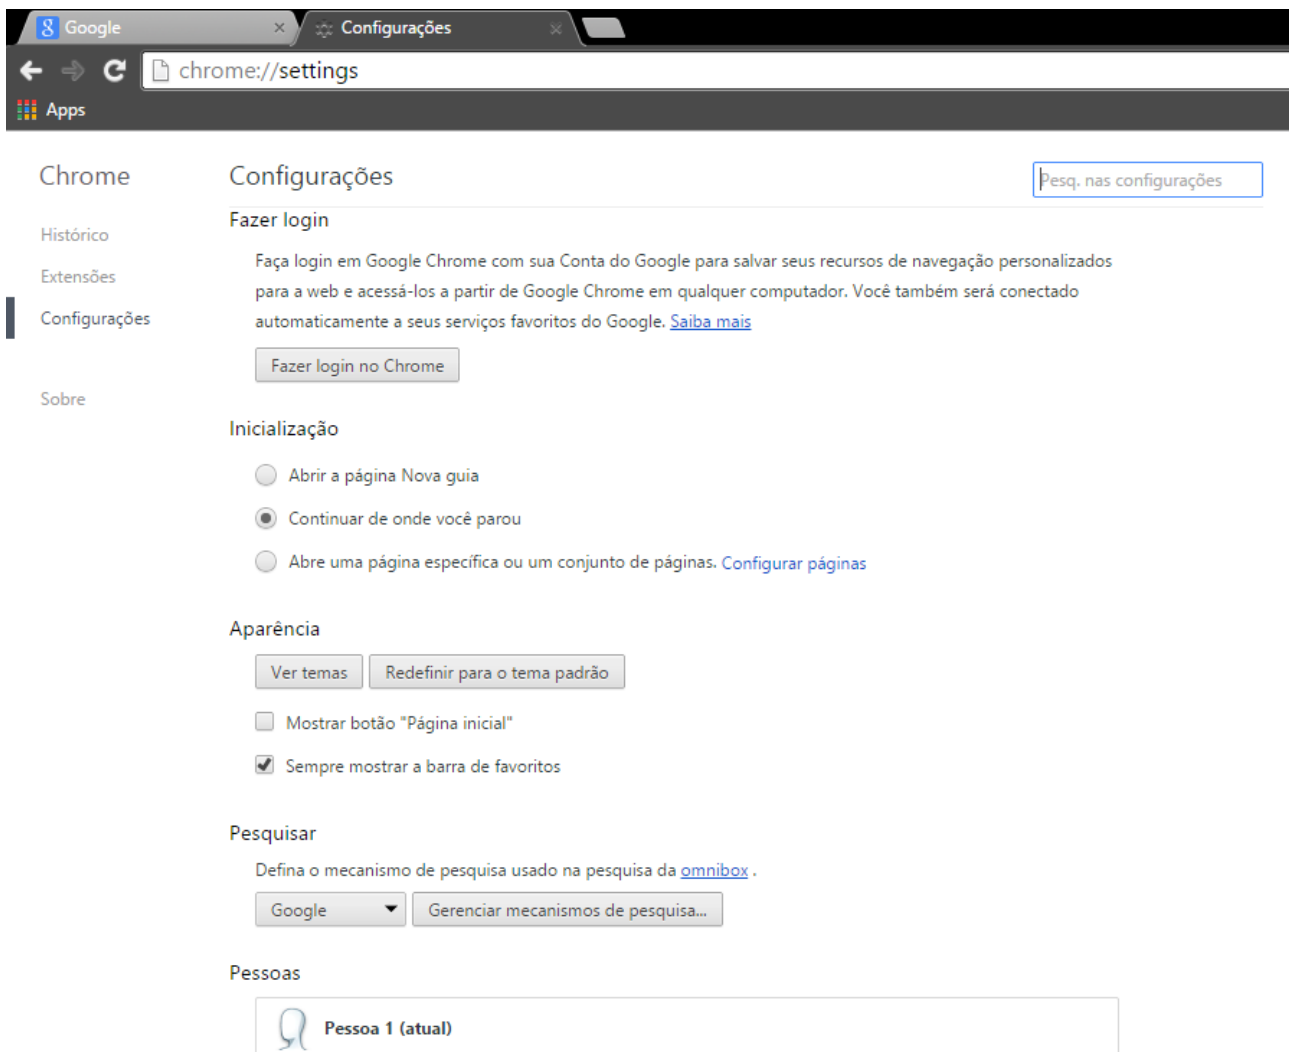 Google
Configurações
chrome://settings
Apps
Chrome
Histórico
Extensões
Configurações
Sobre
Configurações
Pesq. nas configurações
Fazer login
Faça login em Google Chrome com sua Conta do Google para salvar seus recursos de navegação personalizados
para a web e acessá-los a partir de Google Chrome em qualquer computador. Você também será conectado
automaticamente a seus serviços favoritos do Google. Saiba mais
Fazer login no Chrome
Inicialização
Abrir a página Nova guia
Continuar de onde você parou
Abre uma página específica ou um conjunto de páginas. Configurar páginas
Aparência
Ver temas Redefinir para o tema padrão
Mostrar botão "Página inicial"
Sempre mostrar a barra de favoritos
Pesquisar
Defina o mecanismo de pesquisa usado na pesquisa da omnibox .
Google Gerenciar mecanismos de pesquisa...
Pessoas
Pessoa 1 (atual)